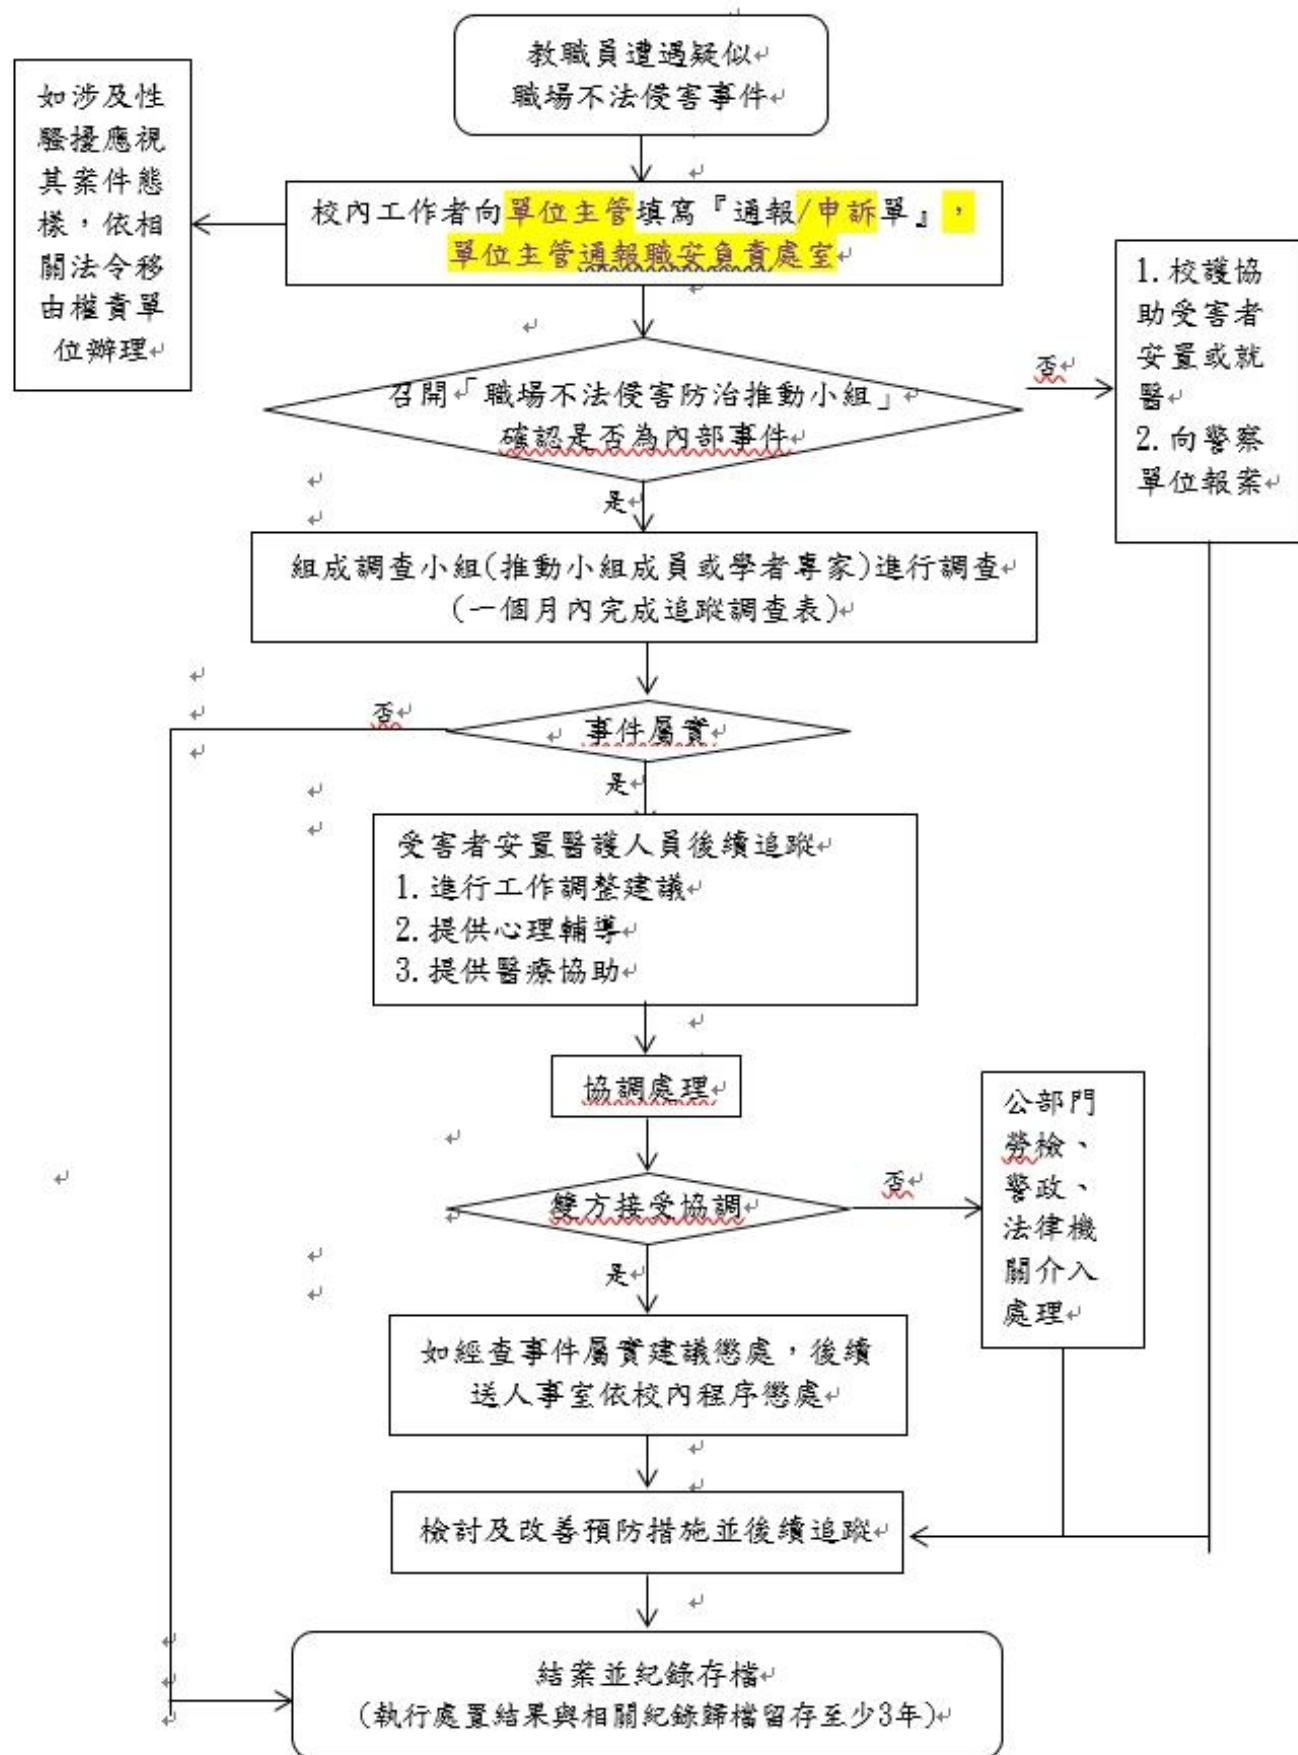 教職員遭遇疑似
職場不法侵害事件
如涉及性
騷擾應視
其案件態
樣，依相
關法令移
由權責單
位辦理
校內工作者向單位主管填寫『通報/申訴單』，
單位主管通報職安負責處室
召開「職場不法侵害防治推動小組」
確認是否為內部事件
否
1.校護協
助受害者
安置或就
醫
2.向警察
單位報案
是
組成調查小組(推動小組成員或學者專家)進行調查
(一個月內完成追蹤調查表)
事件屬實
否
是
受害者安置醫護人員後續追蹤
1.進行工作調整建議
2.提供心理輔導
3.提供醫療協助
協調處理
雙方接受協調
否
公部門
勞檢、
警政、
法律機
關介入
處理
是
如經查事件屬實建議懲處，後續
送人事室依校內程序懲處
檢討及改善預防措施並後續追蹤
結案並紀錄存檔
(執行處置結果與相關紀錄歸檔留存至少3年)